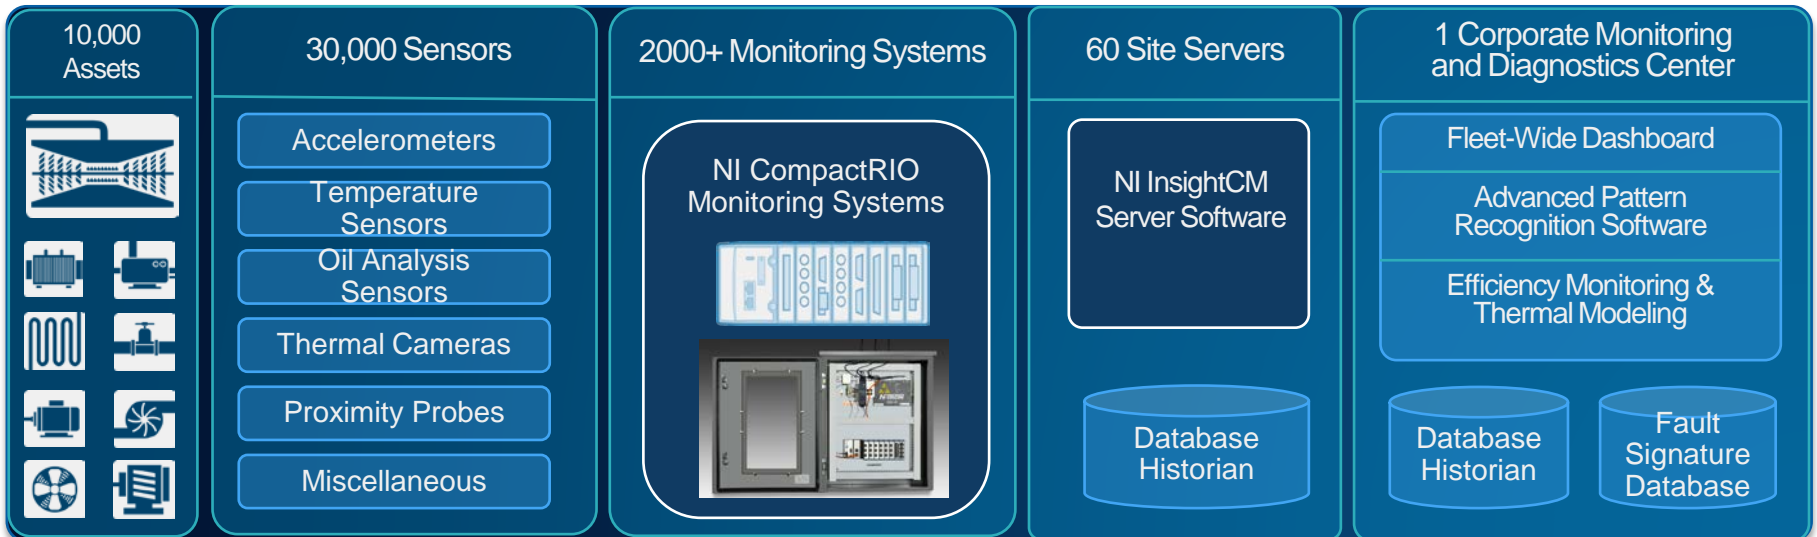 10,000
Assets
30,000 Sensors
Accelerometers
Temperature
Sensors
Oil Analysis
Sensors
Thermal Cameras
Proximity Probes
Miscellaneous
2000+ Monitoring Systems
NI CompactRIO
Monitoring Systems
60 Site Servers
NI InsightCM
Server Software
Database
Historian
1 Corporate Monitoring
and Diagnostics Center
Fleet-Wide Dashboard
Advanced Pattern
Recognition Software
Efficiency Monitoring &
Thermal Modeling
Database
Historian
Fault
Signature
Database